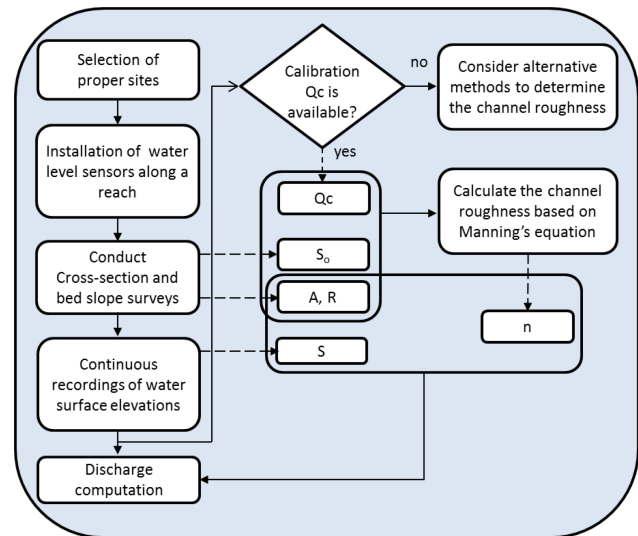 Selection of
proper sites
Installation of water
level sensors along a
reach
Conduct
Cross-section and
bed slope surveys
Continuous
recordings of water
surface elevations
Discharge
computation
Calibration
Qc is
available?
no
yes
Consider alternative
methods to determine
the channel roughness
Qc
Sₒ
A, R
S
Calculate the channel
roughness based on
Manning's equation
n